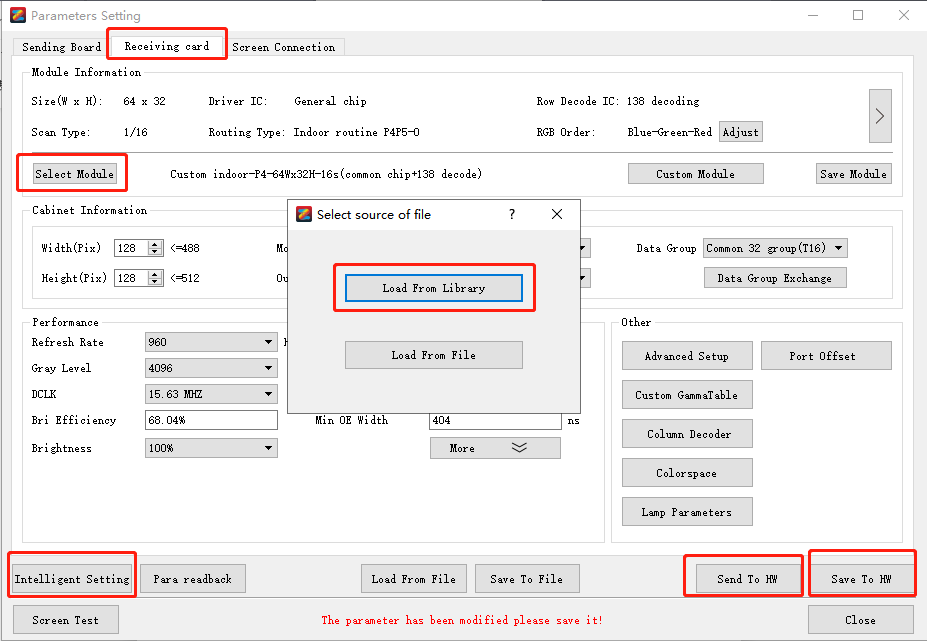 Parameters Setting
Sending Board Receiving card Screen Connection
Module Information
Size(W x H): 64 x 32 Driver IC: General chip Row Decode IC: 138 decoding
Scan Type: 1/16 Routing Type: Indoor routine P4P5-0 RGB Order: Blue-Green-Red Adjust
Select Module Custom indoor-P4-64Wx32H-16s(common chip+138 decode) Custom Module Save Module
Cabinet Information
Width(Pix) 128 <=488 Data Group Common 32 group(T16)
Height(Pix) 128 <=512 Data Group Exchange
Select source of file ?
Load From Library
Load From File
Performance
Refresh Rate 960
Gray Level 4096
DCLK 15.63 MHZ
Bri Efficiency 68.04% Min OE Width 404 ns
Brightness 100% More
Other
Advanced Setup Port Offset
Custom GammaTable
Column Decoder
Colorspace
Lamp Parameters
Intelligent Setting Para readback Load From File Save To File Send To HW Save To HW
Screen Test The parameter has been modified please save it! Close